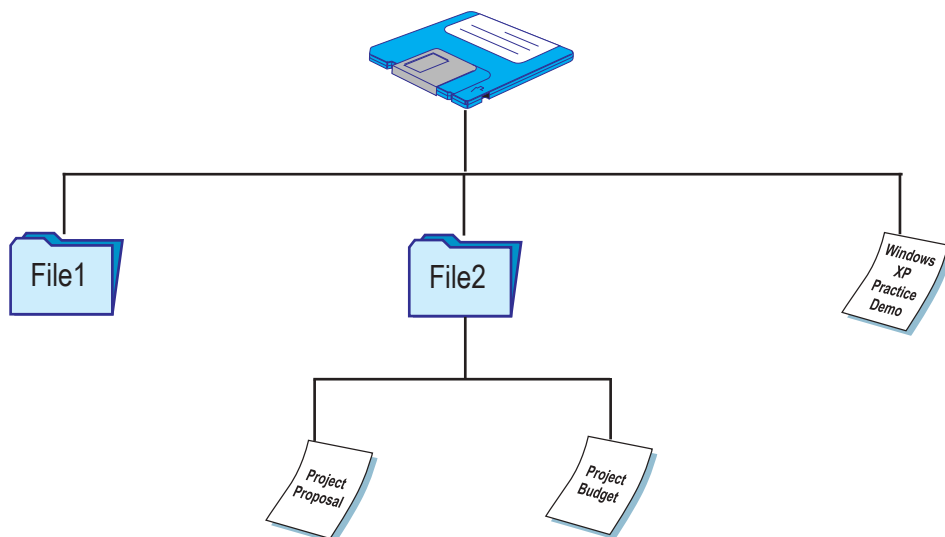 File1
File2
Windows
XP
Practice
Demo
Project
Proposal
Project
Budget